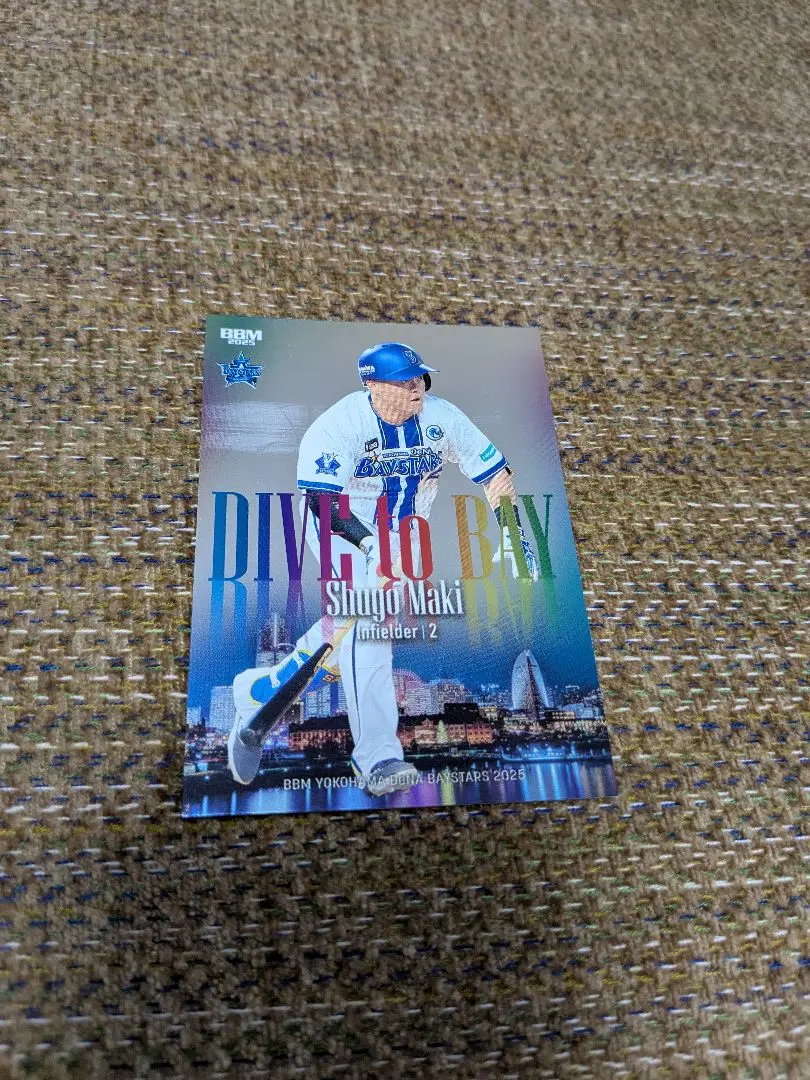 BBM
2025
BAYSTARS
DIVE to BAY
Shugo Maki
Infielder | 2
BBM YOKOHAMA DeNA BAYSTARS 2025